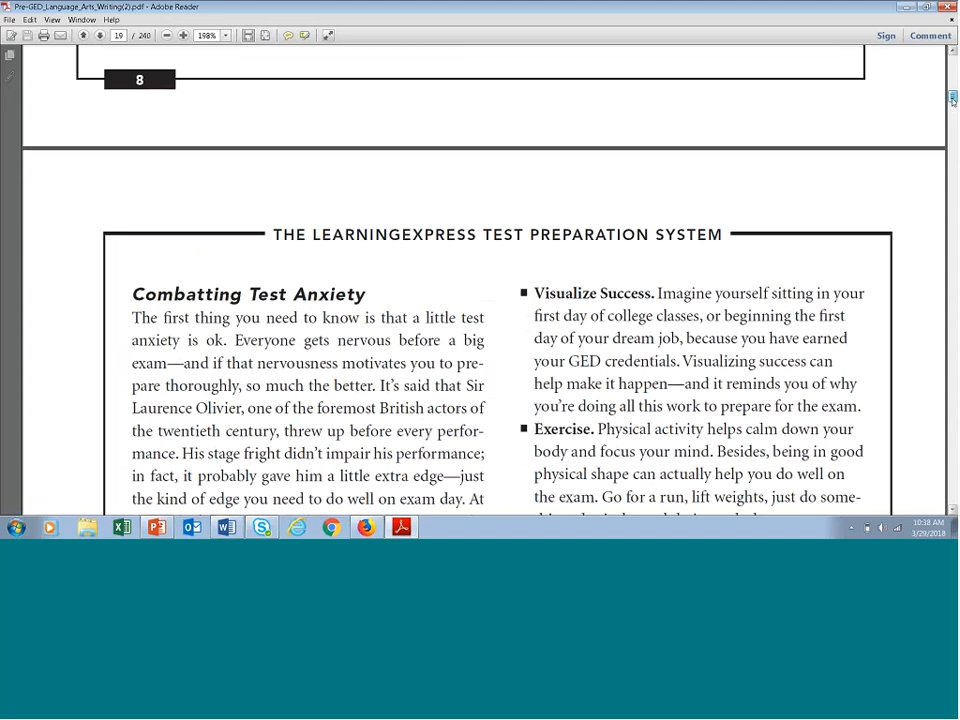 Pre-GED_Language_Arts_Writing(2).pdf - Adobe Reader
File Edit View Window Help
19 / 240 198% Sign Comment
8
THE LEARNINGEXPRESS TEST PREPARATION SYSTEM
Combatting Test Anxiety
The first thing you need to know is that a little test
anxiety is ok. Everyone gets nervous before a big
exam—and if that nervousness motivates you to pre-
pare thoroughly, so much the better. It's said that Sir
Laurence Olivier, one of the foremost British actors of
the twentieth century, threw up before every perfor-
mance. His stage fright didn't impair his performance;
in fact, it probably gave him a little extra edge—just
the kind of edge you need to do well on exam day. At
■ Visualize Success. Imagine yourself sitting in your
first day of college classes, or beginning the first
day of your dream job, because you have earned
your GED credentials. Visualizing success can
help make it happen—and it reminds you of why
you're doing all this work to prepare for the exam.
■ Exercise. Physical activity helps calm down your
body and focus your mind. Besides, being in good
physical shape can actually help you do well on
the exam. Go for a run, lift weights, just do some-
10:38 AM
3/29/2018